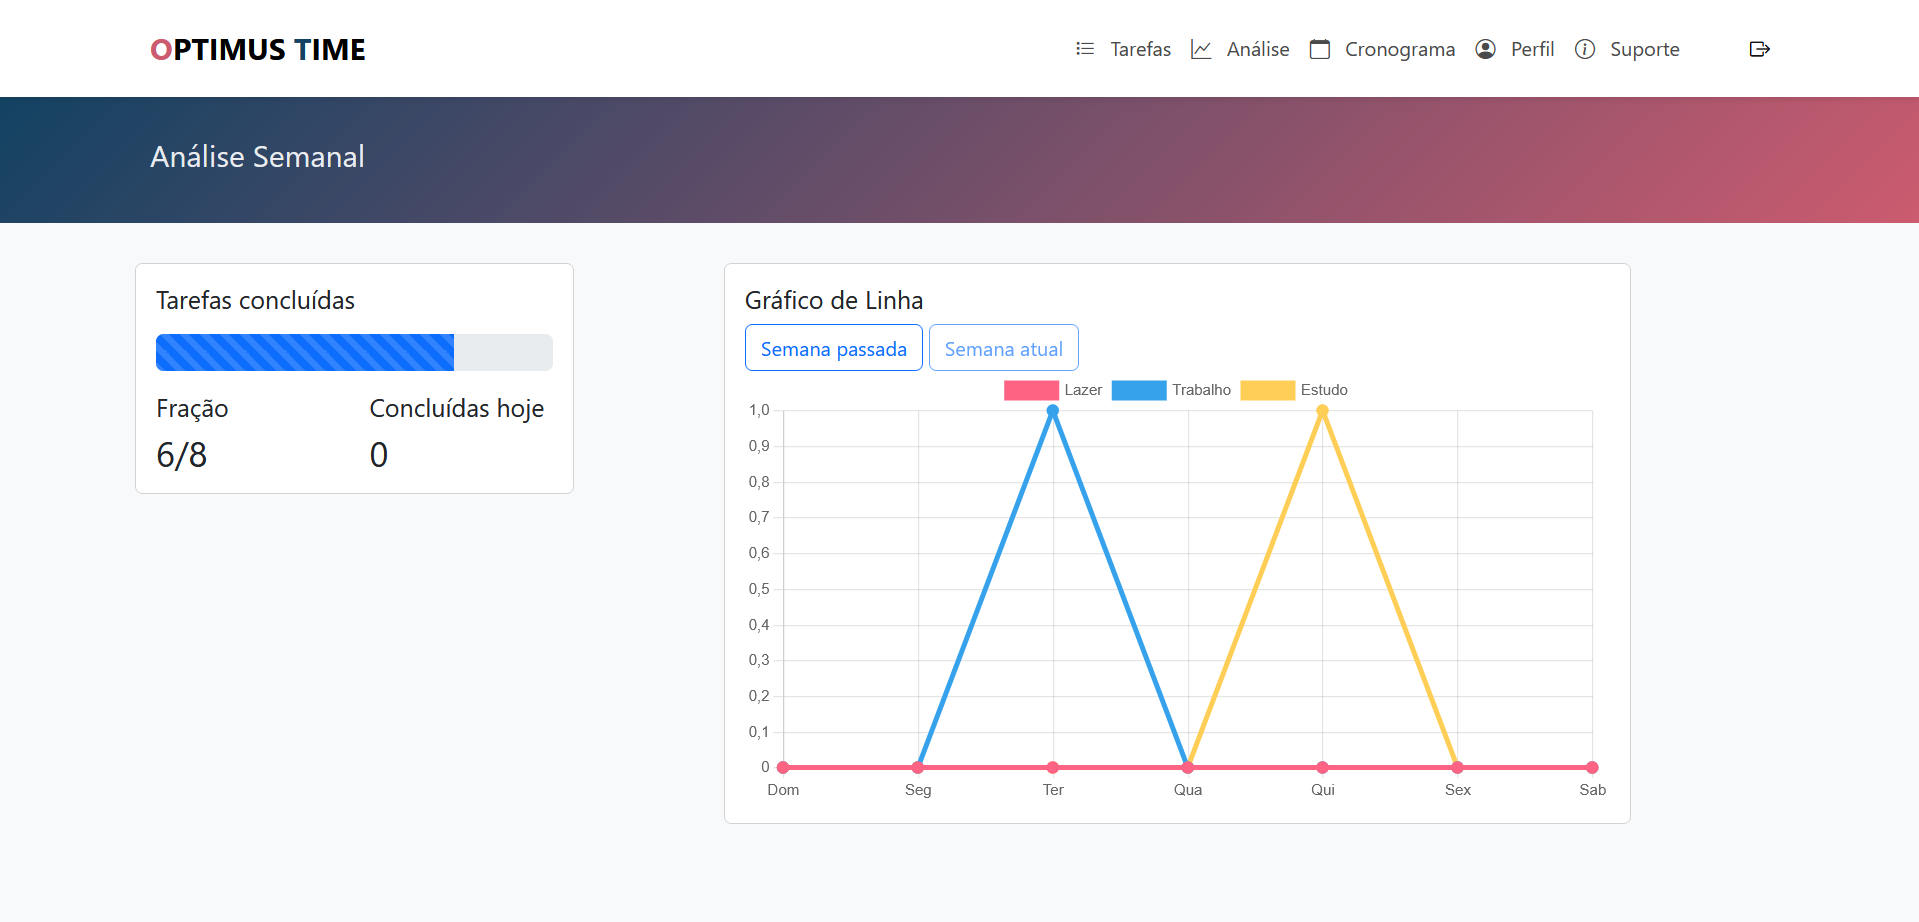 OPTIMUS TIME
Tarefas Análise Cronograma Perfil Suporte
Análise Semanal
Tarefas concluídas
Fração Concluídas hoje
6/8 0
Gráfico de Linha
Semana passada Semana atual
Lazer Trabalho Estudo
1,0
0,9
0,8
0,7
0,6
0,5
0,4
0,3
0,2
0,1
0
Dom Seg Ter Qua Qui Sex Sab